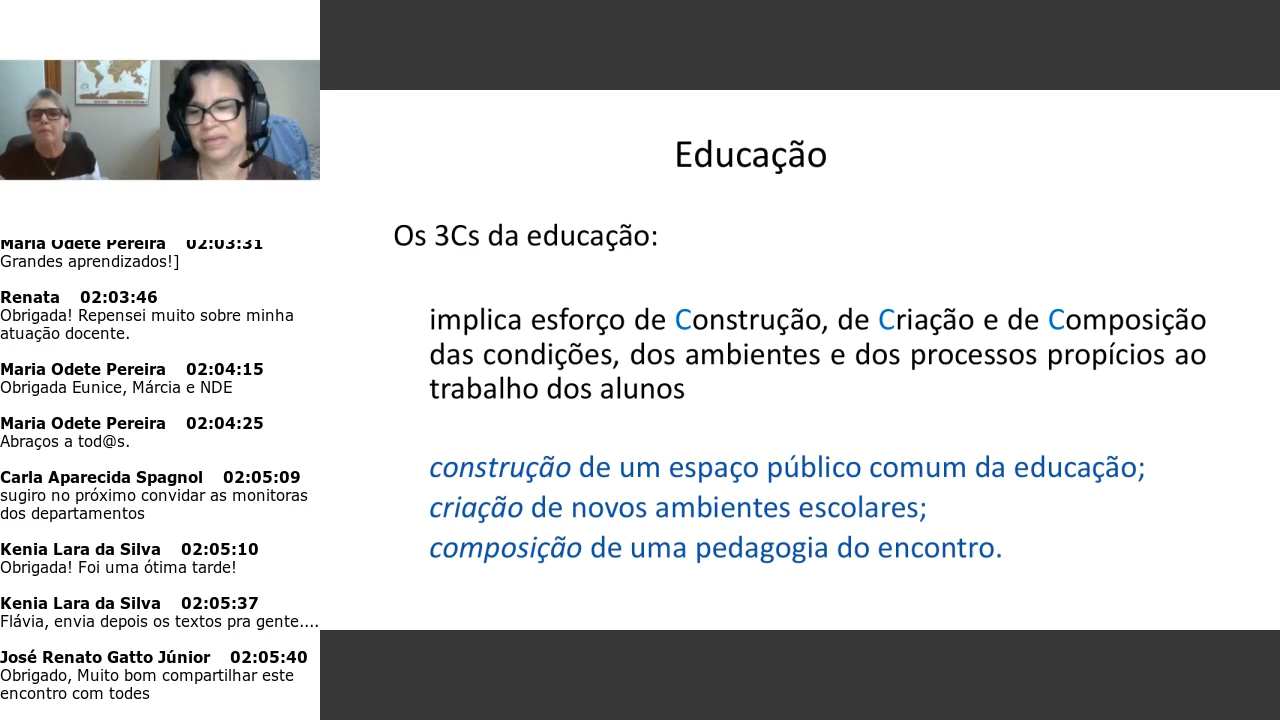 Maria Odete Pereira 02:03:31
Grandes aprendizados!]
Renata 02:03:46
Obrigada! Repensei muito sobre minha
atuação docente.
Maria Odete Pereira 02:04:15
Obrigada Eunice, Márcia e NDE
Maria Odete Pereira 02:04:25
Abraços a tod@s.
Carla Aparecida Spagnol 02:05:09
sugiro no próximo convidar as monitoras
dos departamentos
Kenia Lara da Silva 02:05:10
Obrigada! Foi uma ótima tarde!
Kenia Lara da Silva 02:05:37
Flávia, envia depois os textos pra gente....
José Renato Gatto Júnior 02:05:40
Obrigado, Muito bom compartilhar este
encontro com todes
Educação
Os 3Cs da educação:
implica esforço de Construção, de Criação e de Composição
das condições, dos ambientes e dos processos propícios ao
trabalho dos alunos
construção de um espaço público comum da educação;
criação de novos ambientes escolares;
composição de uma pedagogia do encontro.